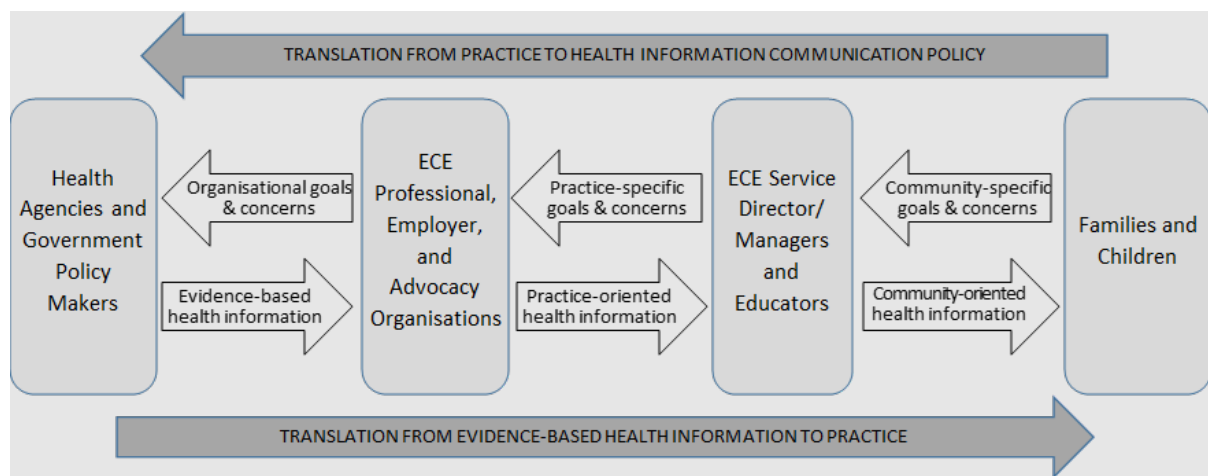 TRANSLATION FROM PRACTICE TO HEALTH INFORMATION COMMUNICATION POLICY
Health
Agencies and
Government
Policy
Makers
Organisational goals
& concerns
Evidence-based
health information
ECE
Professional,
Employer,
and
Advocacy
Organisations
Practice-specific
goals & concerns
Practice-oriented
health information
ECE Service
Director/
Managers
and
Educators
Community-specific
goals & concerns
Community-oriented
health information
Families and
Children
TRANSLATION FROM EVIDENCE-BASED HEALTH INFORMATION TO PRACTICE